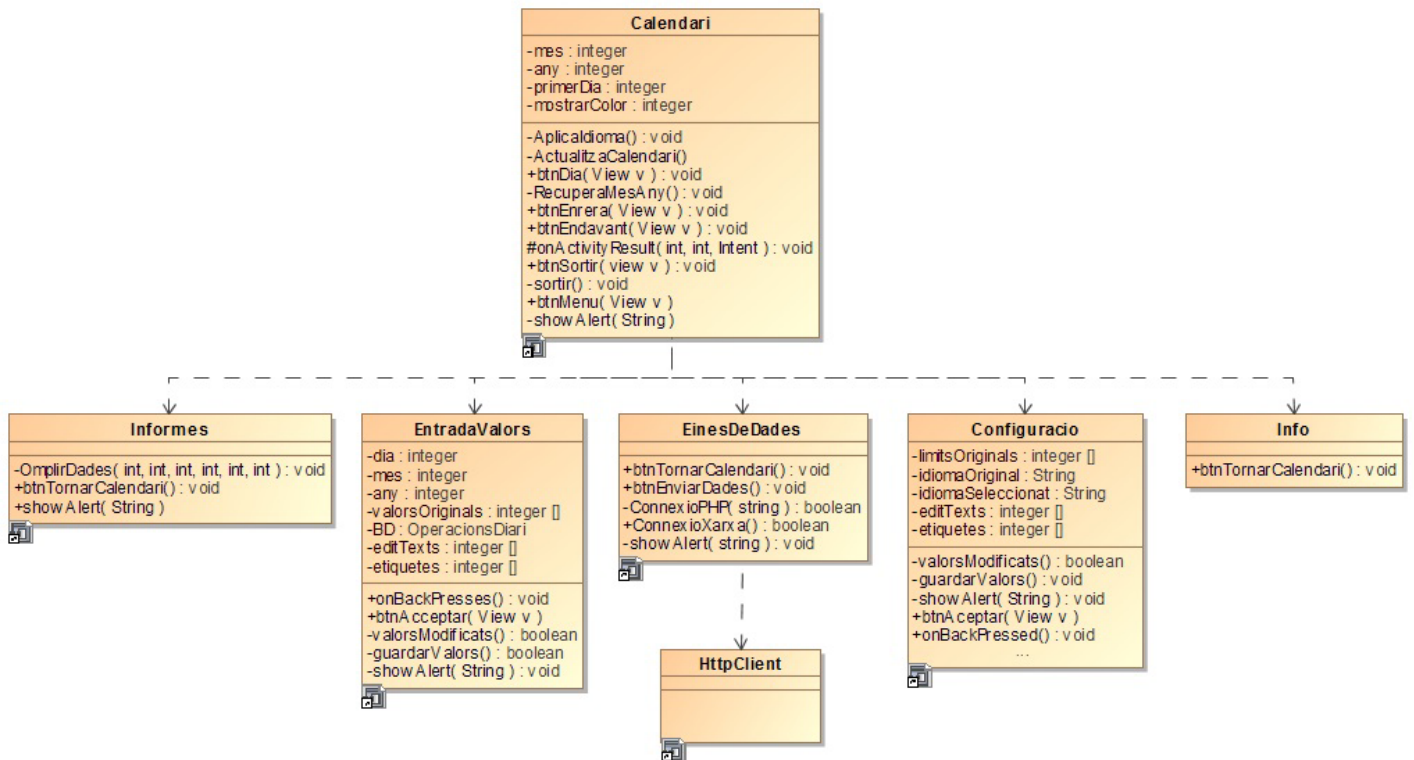 Calendari
-mes : integer
-any : integer
-primerDia : integer
-mostrarColor : integer
-AplicaIdioma() : void
-ActualitzaCalendari()
+btnDia( View v ) : void
-RecuperaMesAny() : void
+btnEnrera( View v ) : void
+btnEndavant( View v ) : void
#onActivityResult( int, int, Intent ) : void
+btnSortir( view v ) : void
-sortir() : void
+btnMenu( View v )
-showAlert( String )
Informes
-OmplirDades( int, int, int, int, int, int ) : void
+btnTornarCalendari() : void
+showAlert( String )
EntradaValors
-dia : integer
-mes : integer
-any : integer
-valorsOriginals : integer []
-BD : OperacionsDiari
-editTexts : integer []
-etiquetes : integer []
+onBackPresses() : void
+btnAcceptar( View v )
-valorsModificats() : boolean
-guardarValors() : boolean
-showAlert( String ) : void
EinesDeDades
+btnTornarCalendari() : void
+btnEnviarDades() : void
-ConnexioPHP( string ) : boolean
+ConnexioXarxa() : boolean
-showAlert( string ) : void
HttpClient
Configuracio
-limitsOriginals : integer []
-idiomaOriginal : String
-idiomaSeleccionat : String
-editTexts : integer []
-etiquetes : integer []
-valorsModificats() : boolean
-guardarValors() : void
-showAlert( String ) : void
+btnAceptar( View v )
+onBackPressed() : void
...
Info
+btnTornarCalendari() : void